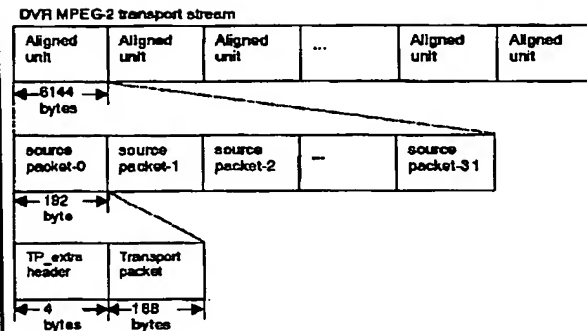 DVR MPEG-2 transport stream
Aligned unit
Aligned unit
Aligned unit
...
Aligned unit
Aligned unit
6144 bytes
source packet-0
source packet-1
source packet-2
...
source packet-31
192 byte
TP_extra header
Transport packet
4 bytes
188 bytes